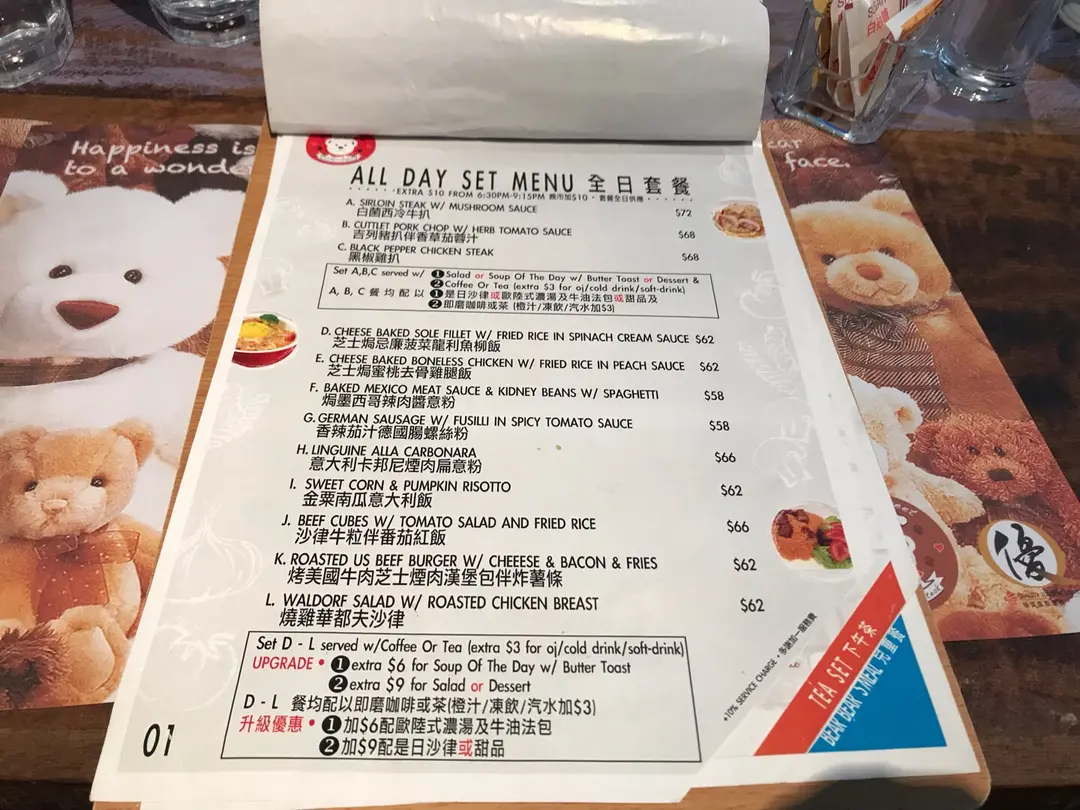 Happiness is
to a wonde
face.
ALL DAY SET MENU 全日套餐
EXTRA $10 FROM 6:30PM-9:15PM 晚市加$10・套餐全日供應
A. SIRLOIN STEAK W/ MUSHROOM SAUCE $72
白菌西冷牛扒
B. CUTTLET PORK CHOP W/ HERB TOMATO SAUCE $68
吉列豬扒伴香草茄蓉汁
C. BLACK PEPPER CHICKEN STEAK $68
黑椒雞扒
Set A,B,C served w/ ❶ Salad or Soup Of The Day w/ Butter Toast or Dessert &
❷ Coffee Or Tea (extra $3 for oj/cold drink/soft-drink)
A, B, C 餐均配以 ❶ 是日沙律或歐陸式濃湯及牛油法包或甜品及
❷ 即磨咖啡或茶 (橙汁/凍飲/汽水加$3)
D. CHEESE BAKED SOLE FILLET W/ FRIED RICE IN SPINACH CREAM SAUCE $62
芝士焗忌廉菠菜龍利魚柳飯
E. CHEESE BAKED BONELESS CHICKEN W/ FRIED RICE IN PEACH SAUCE $62
芝士焗蜜桃去骨雞腿飯
F. BAKED MEXICO MEAT SAUCE & KIDNEY BEANS W/ SPAGHETTI $58
焗墨西哥辣肉醬意粉
G. GERMAN SAUSAGE W/ FUSILLI IN SPICY TOMATO SAUCE $58
香辣茄汁德國腸螺絲粉
H. LINGUINE ALLA CARBONARA $66
意大利卡邦尼煙肉扁意粉
I. SWEET CORN & PUMPKIN RISOTTO $62
金粟南瓜意大利飯
J. BEEF CUBES W/ TOMATO SALAD AND FRIED RICE $66
沙律牛粒伴番茄紅飯
K. ROASTED US BEEF BURGER W/ CHEEESE & BACON & FRIES $62
烤美國牛肉芝士煙肉漢堡包伴炸薯條
L. WALDORF SALAD W/ ROASTED CHICKEN BREAST $62
燒雞華都夫沙律
Set D - L served w/Coffee Or Tea (extra $3 for oj/cold drink/soft-drink)
UPGRADE • ❶ extra $6 for Soup Of The Day w/ Butter Toast
❷ extra $9 for Salad or Dessert
D - L 餐均配以即磨咖啡或茶(橙汁/凍飲/汽水加$3)
升級優惠 • ❶ 加$6配歐陸式濃湯及牛油法包
❷ 加$9配是日沙律或甜品
01
+10% SERVICE CHARGE・多謝加一服務費
TEA SET 下午茶
BEAK BEAK'S MEAL 兒童餐
優